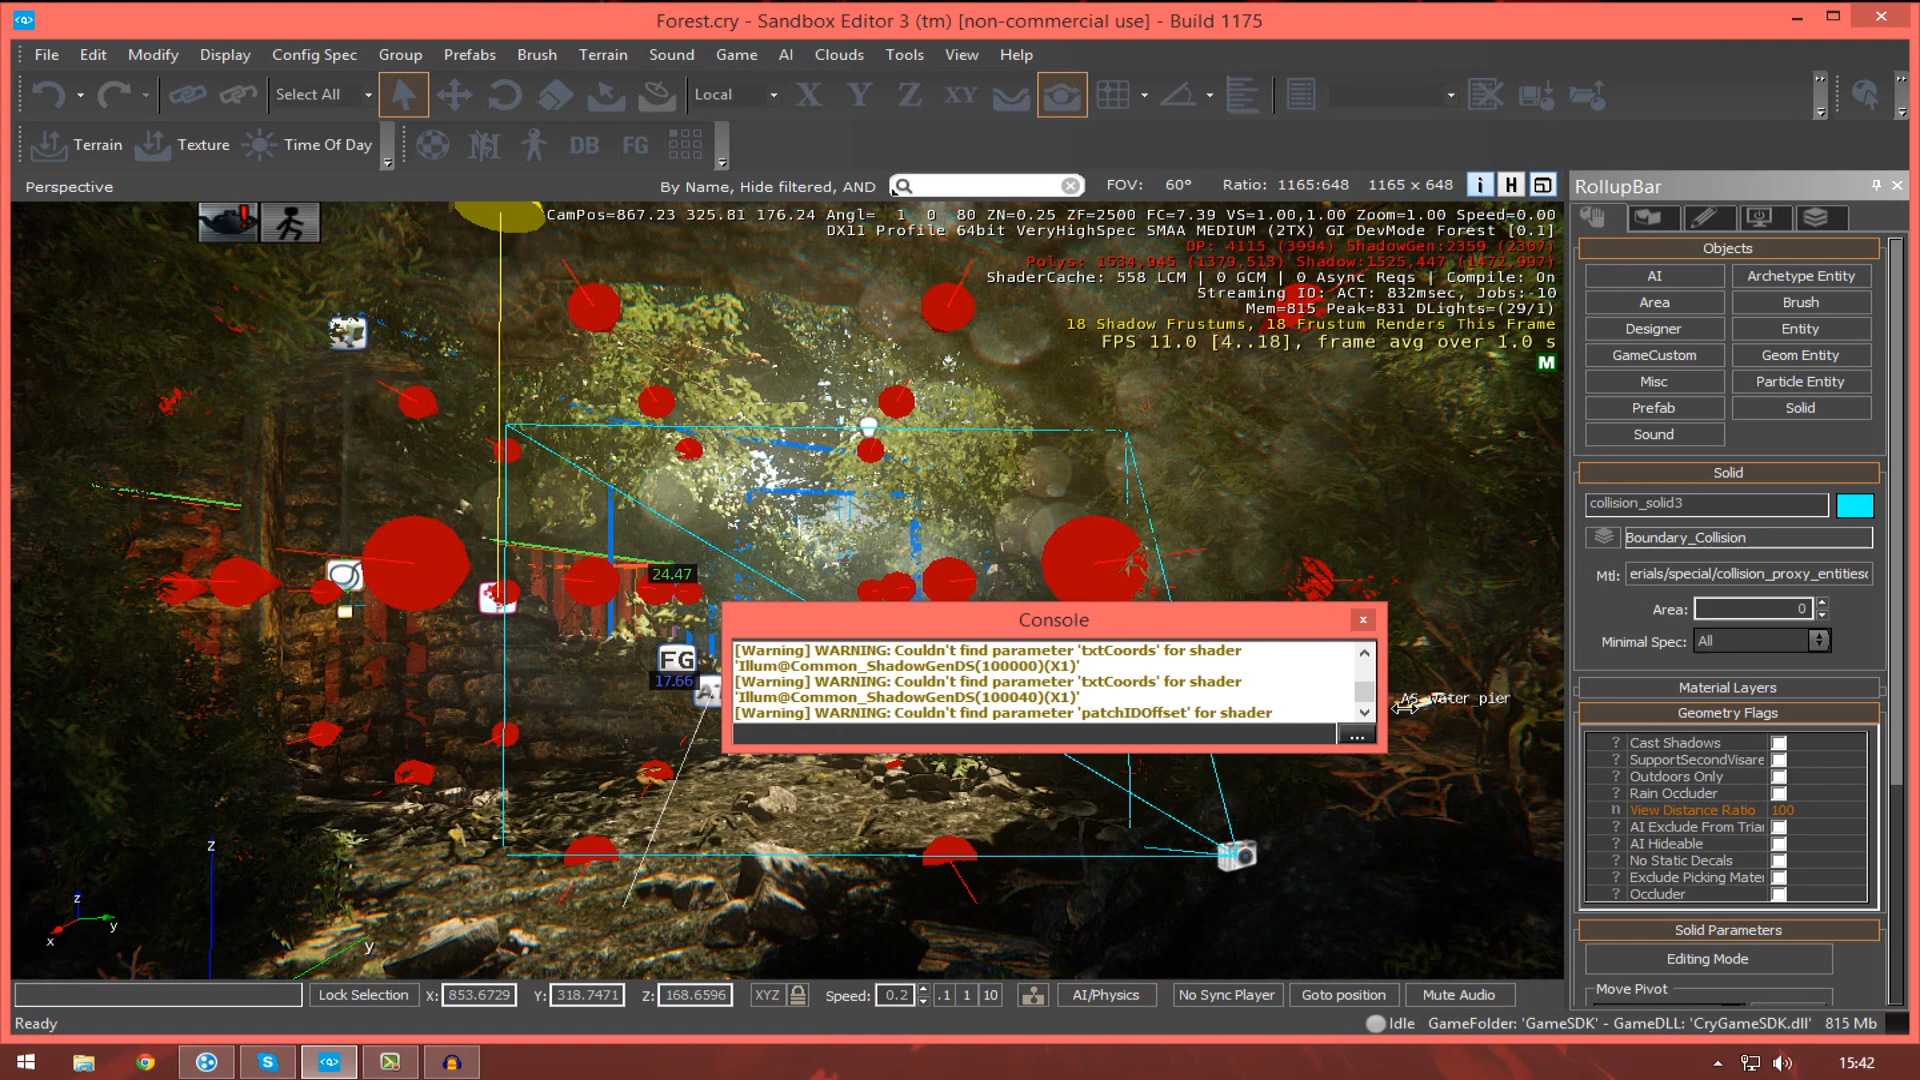 Forest.cry - Sandbox Editor 3 (tm) [non-commercial use] - Build 1175
File Edit Modify Display Config Spec Group Prefabs Brush Terrain Sound Game AI Clouds Tools View Help
Select All
Local
X Y Z XY
Terrain Texture Time Of Day
DB FG
Perspective
By Name, Hide filtered, AND
FOV: 60° Ratio: 1165:648 1165 x 648
i H
RollupBar
CamPos=867.23 325.81 176.24 Angl= 1 0 80 ZN=0.25 ZF=2500 FC=7.39 VS=1.00,1.00 Zoom=1.00 Speed=0.00
DX11 Profile 64bit VeryHighSpec SMAA MEDIUM (2TX) GI DevMode Forest [0.1]
DP: 4115 (3994) ShadowGen:2359 (2307)
Polys: 1534,945 (1379,513) Shadow:1525,447 (1472,997)
ShaderCache: 558 LCM | 0 GCM | 0 Async Reqs | Compile: On
Streaming IO: ACT: 832msec, Jobs:-10
Mem=815 Peak=831 DLights=(29/1)
18 Shadow Frustums, 18 Frustum Renders This Frame
FPS 11.0 [4..18], frame avg over 1.0 s
M
Objects
AI Archetype Entity
Area Brush
Designer Entity
GameCustom Geom Entity
Misc Particle Entity
Prefab Solid
Sound
Solid
collision_solid3
Boundary_Collision
Mtl: erials/special/collision_proxy_entities
Area: 0
Minimal Spec: All
Material Layers
Geometry Flags
? Cast Shadows
? SupportSecondVisare
? Outdoors Only
? Rain Occluder
n View Distance Ratio 100
? AI Exclude From Tria
? AI Hideable
? No Static Decals
? Exclude Picking Mate
? Occluder
Solid Parameters
Editing Mode
Move Pivot
24.47
FG
17.66
Console
[Warning] WARNING: Couldn't find parameter 'txtCoords' for shader
'Illum@Common_ShadowGenDS(100000)(X1)'
[Warning] WARNING: Couldn't find parameter 'txtCoords' for shader
'Illum@Common_ShadowGenDS(100040)(X1)'
[Warning] WARNING: Couldn't find parameter 'patchIDOffset' for shader
...
water_pier
z
z
y
x
y
Lock Selection X: 853.6729 Y: 318.7471 Z: 168.6596 XYZ Speed: 0.2 .1 1 10 AI/Physics No Sync Player Goto position Mute Audio
Ready
Idle GameFolder: 'GameSDK' - GameDLL: 'CryGameSDK.dll' 815 Mb
15:42